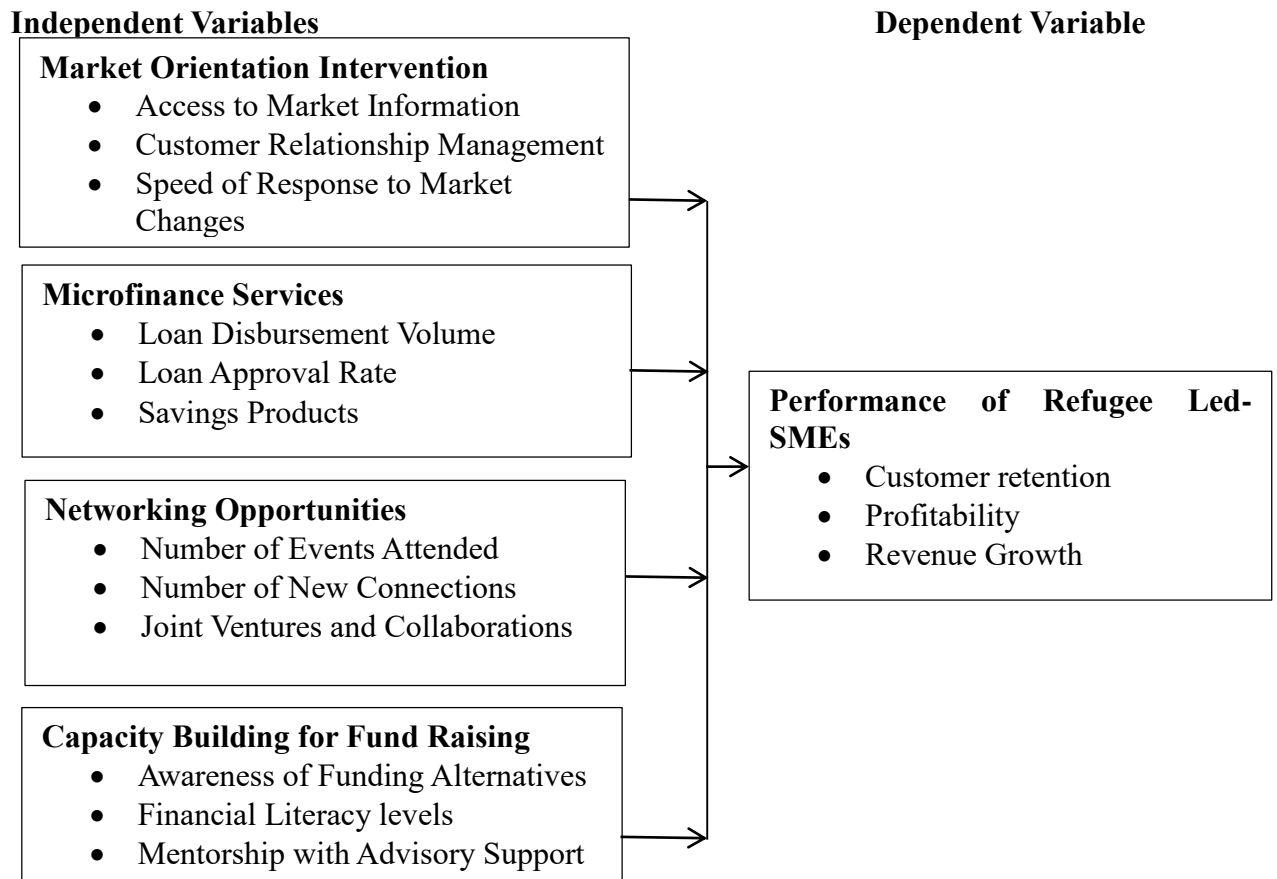 Independent Variables
Dependent Variable
Market Orientation Intervention
• Access to Market Information
• Customer Relationship Management
• Speed of Response to Market
Changes
Microfinance Services
• Loan Disbursement Volume
• Loan Approval Rate
• Savings Products
Networking Opportunities
• Number of Events Attended
• Number of New Connections
• Joint Ventures and Collaborations
Capacity Building for Fund Raising
• Awareness of Funding Alternatives
• Financial Literacy levels
• Mentorship with Advisory Support
Performance of Refugee Led-
SMEs
• Customer retention
• Profitability
• Revenue Growth